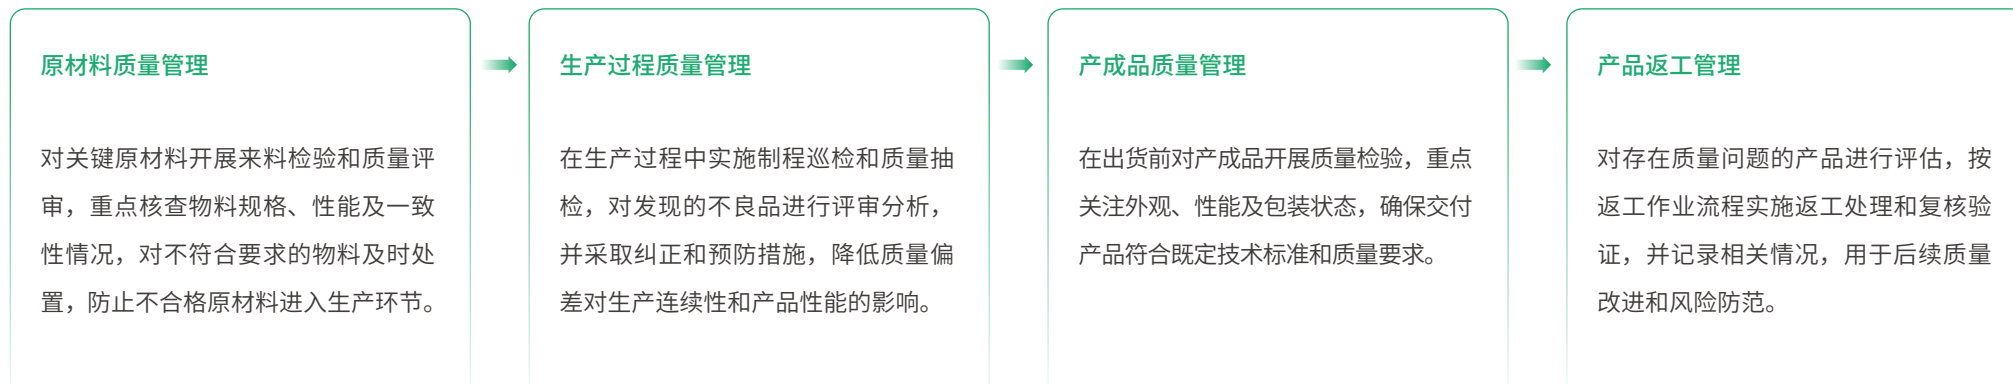 原材料质量管理
对关键原材料开展来料检验和质量评
审，重点核查物料规格、性能及一致
性情况，对不符合要求的物料及时处
置，防止不合格原材料进入生产环节。
生产过程质量管理
在生产过程中实施制程巡检和质量抽
检，对发现的不良品进行评审分析，
并采取纠正和预防措施，降低质量偏
差对生产连续性和产品性能的影响。
产成品质量管理
在出货前对产成品开展质量检验，重点
关注外观、性能及包装状态，确保交付
产品符合既定技术标准和质量要求。
产品返工管理
对存在质量问题的产品进行评估，按
返工作业流程实施返工处理和复核验
证，并记录相关情况，用于后续质量
改进和风险防范。